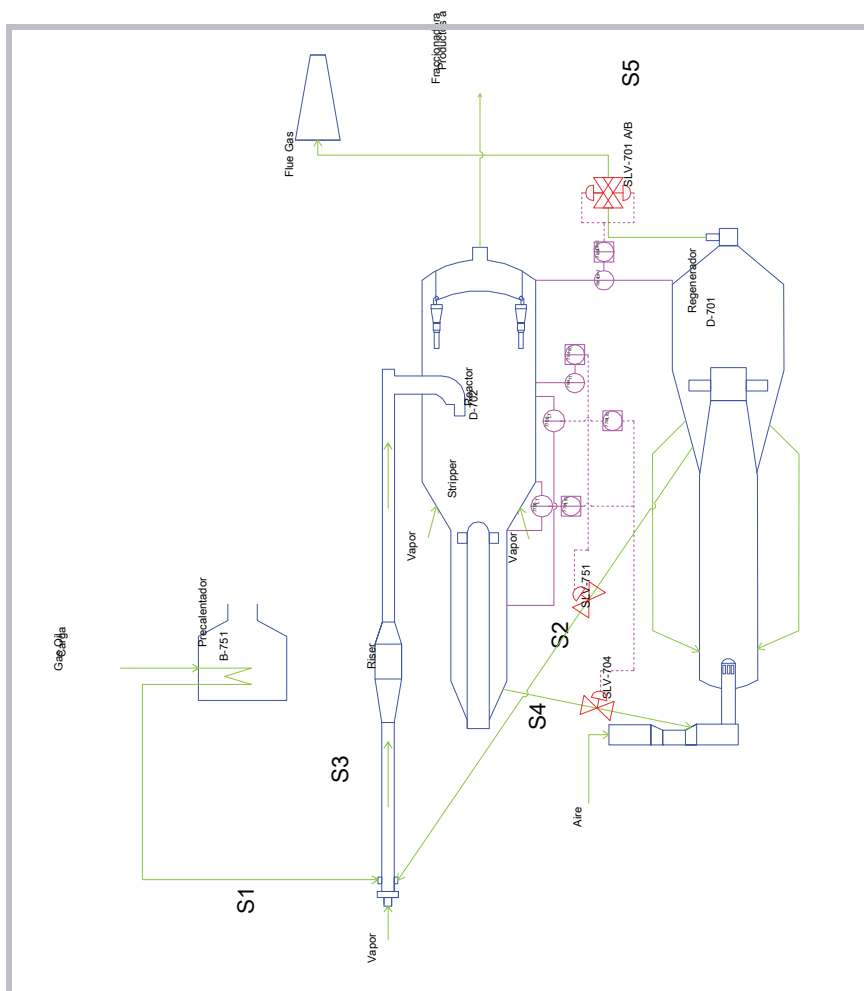 Carga
Gas Oil
S1
Vapor
Precalentador
B-751
S3
Flue Gas
Riser
Reactor
D-702
Vapor
Productos a
Fraccionadora
Stripper
Vapor
S4
S2
Aire
SLV-751
SLV-704
S5
SLV-701 A/B
Regenerador
D-701